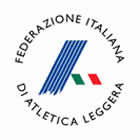 FEDERAZIONE ITALIANA
DI ATLETICA LEGGERA